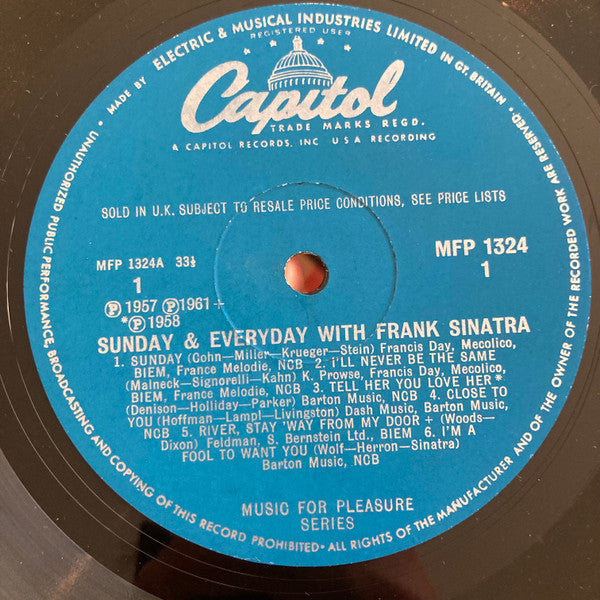 MADE BY ELECTRIC & MUSICAL INDUSTRIES LIMITED IN GT. BRITAIN • THE MANUFACTURER AND OF THE OWNER OF THE RECORDED WORK ARE RESERVED.
UNAUTHORIZED PUBLIC PERFORMANCE, BROADCASTING AND COPYING OF THIS RECORD PROHIBITED • ALL RIGHTS OF
REGISTERED USER
Capitol
TRADE MARKS REGD.
& CAPITOL RECORDS, INC U S A RECORDING
SOLD IN U.K. SUBJECT TO RESALE PRICE CONDITIONS, SEE PRICE LISTS
MFP 1324A 33⅓
1
MFP 1324
1
Ⓟ1957 Ⓟ1961+
*Ⓟ1958
SUNDAY & EVERYDAY WITH FRANK SINATRA
1. SUNDAY (Cohn—Miller—Krueger—Stein) Francis Day, Mecolico,
BIEM, France Melodie, NCB 2. I'LL NEVER BE THE SAME
(Malneck—Signorelli—Kahn) K. Prowse, Francis Day, Mecolico,
BIEM, France Melodie, NCB 3. TELL HER YOU LOVE HER*
(Denison—Holliday—Parker) Barton Music, NCB 4. CLOSE TO
YOU (Hoffman—Lampl—Livingston) Dash Music, Barton Music,
NCB 5. RIVER, STAY 'WAY FROM MY DOOR + (Woods—
Dixon) Feldman, S. Bernstein Ltd., BIEM 6. I'M A
FOOL TO WANT YOU (Wolf—Herron—Sinatra)
Barton Music, NCB
MUSIC FOR PLEASURE
SERIES